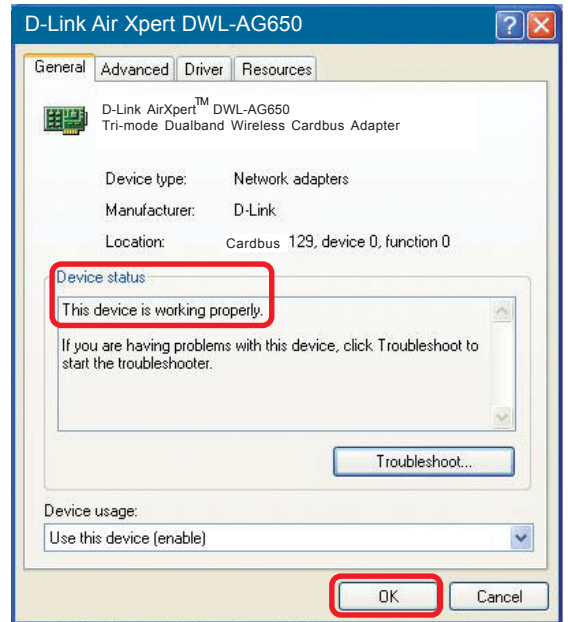 D-Link Air Xpert DWL-AG650
General Advanced Driver Resources
D-Link AirXpert™ DWL-AG650
Tri-mode Dualband Wireless Cardbus Adapter
Device type: Network adapters
Manufacturer: D-Link
Location: Cardbus 129, device 0, function 0
Device status
This device is working properly.
If you are having problems with this device, click Troubleshoot to
start the troubleshooter.
Troubleshoot...
Device usage:
Use this device (enable)
OK Cancel